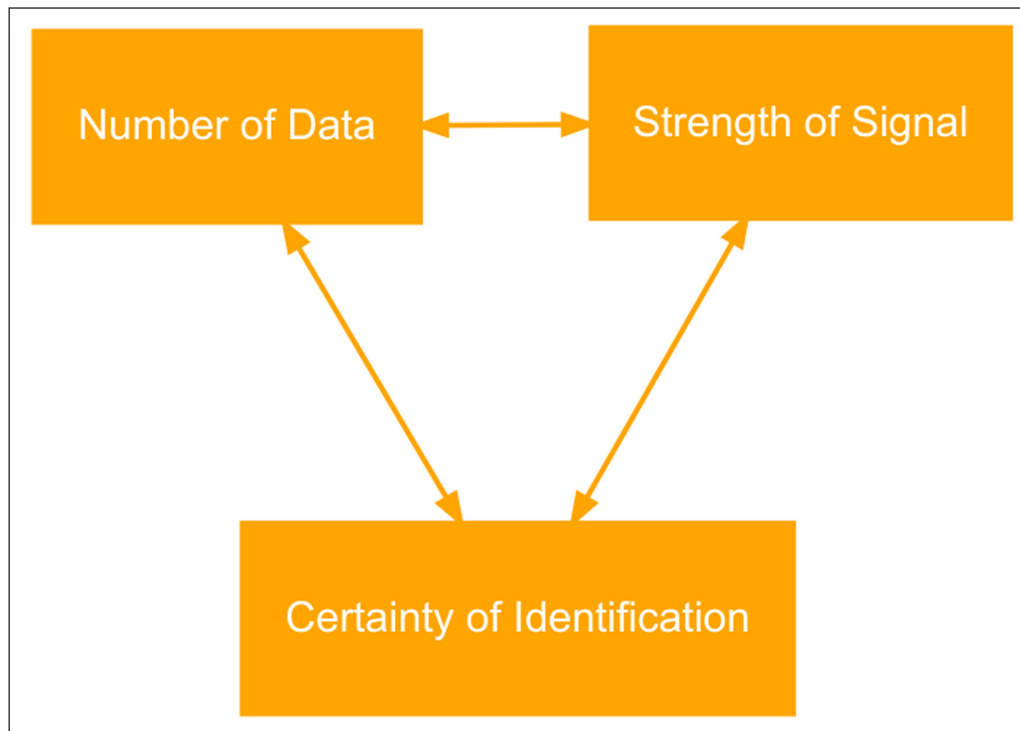 Number of Data
Strength of Signal
Certainty of Identification